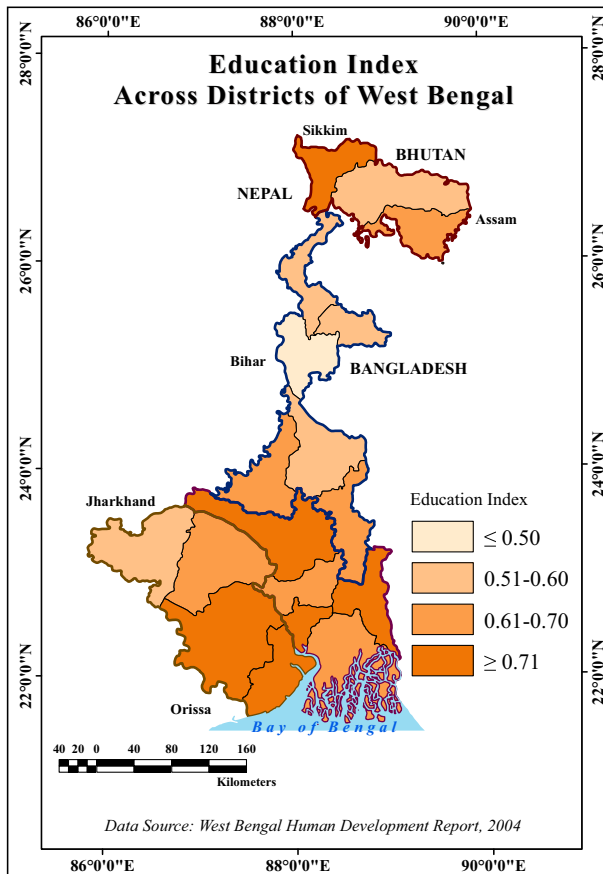 86°0'0"E 88°0'0"E 90°0'0"E
Education Index
Across Districts of West Bengal
28°0'0"N
28°0'0"N
Sikkim
BHUTAN
NEPAL
Assam
26°0'0"N
26°0'0"N
Bihar
BANGLADESH
24°0'0"N
24°0'0"N
Jharkhand
Education Index
≤ 0.50
0.51-0.60
0.61-0.70
≥ 0.71
22°0'0"N
22°0'0"N
Orissa
Bay of Bengal
40 20 0 40 80 120 160
Kilometers
Data Source: West Bengal Human Development Report, 2004
86°0'0"E 88°0'0"E 90°0'0"E